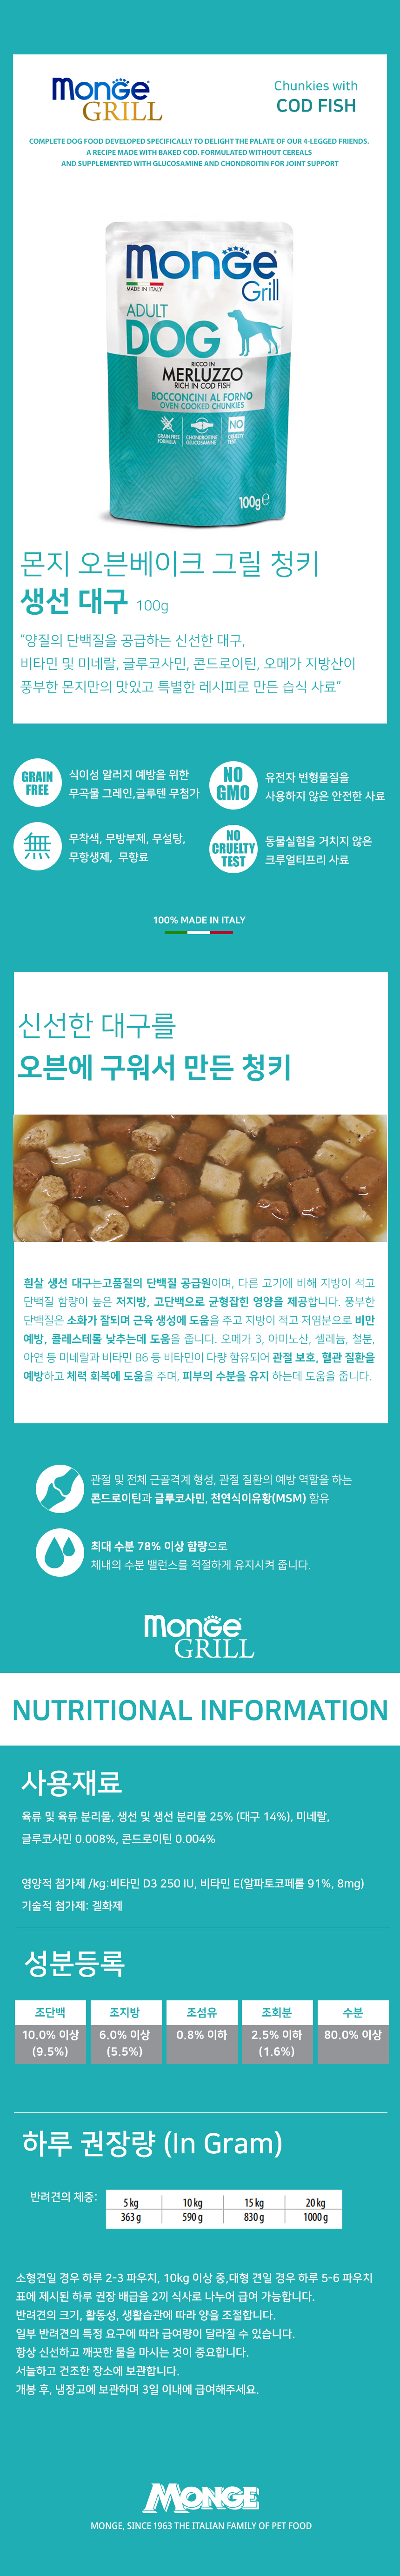 Monge
GRILL
Chunkies with
COD FISH
COMPLETE DOG FOOD DEVELOPED SPECIFICALLY TO DELIGHT THE PALATE OF OUR 4-LEGGED FRIENDS.
A RECIPE MADE WITH BAKED COD. FORMULATED WITHOUT CEREALS
AND SUPPLEMENTED WITH GLUCOSAMINE AND CHONDROITIN FOR JOINT SUPPORT
Monge
Grill
MADE IN ITALY
ADULT
DOG
RICCO IN
MERLUZZO
RICH IN COD FISH
BOCCONCINI AL FORNO
OVEN COOKED CHUNKIES
NO
GRAIN FREE
FORMULA
CHONDROITINE
GLUCOSAMINE
CRUELTY
TEST
100g e
몬지 오븐베이크 그릴 청키
생선 대구 100g
“양질의 단백질을 공급하는 신선한 대구,
비타민 및 미네랄, 글루코사민, 콘드로이틴, 오메가 지방산이
풍부한 몬지만의 맛있고 특별한 레시피로 만든 습식 사료”
GRAIN
FREE
식이성 알러지 예방을 위한
무곡물 그레인,글루텐 무첨가
NO
GMO
유전자 변형물질을
사용하지 않은 안전한 사료
無
무착색, 무방부제, 무설탕,
무항생제, 무향료
NO
CRUELTY
TEST
동물실험을 거치지 않은
크루얼티프리 사료
100% MADE IN ITALY
신선한 대구를
오븐에 구워서 만든 청키
흰살 생선 대구는고품질의 단백질 공급원이며, 다른 고기에 비해 지방이 적고
단백질 함량이 높은 저지방, 고단백으로 균형잡힌 영양을 제공합니다. 풍부한
단백질은 소화가 잘되며 근육 생성에 도움을 주고 지방이 적고 저염분으로 비만
예방, 콜레스테롤 낮추는데 도움을 줍니다. 오메가 3, 아미노산, 셀레늄, 철분,
아연 등 미네랄과 비타민 B6 등 비타민이 다량 함유되어 관절 보호, 혈관 질환을
예방하고 체력 회복에 도움을 주며, 피부의 수분을 유지 하는데 도움을 줍니다.
관절 및 전체 근골격계 형성, 관절 질환의 예방 역할을 하는
콘드로이틴과 글루코사민, 천연식이유황(MSM) 함유
최대 수분 78% 이상 함량으로
체내의 수분 밸런스를 적절하게 유지시켜 줍니다.
Monge
GRILL
NUTRITIONAL INFORMATION
사용재료
육류 및 육류 분리물, 생선 및 생선 분리물 25% (대구 14%), 미네랄,
글루코사민 0.008%, 콘드로이틴 0.004%
영양적 첨가제 /kg:비타민 D3 250 IU, 비타민 E(알파토코페롤 91%, 8mg)
기술적 첨가제: 겔화제
성분등록
조단백 조지방 조섬유 조회분 수분
10.0% 이상 6.0% 이상 0.8% 이하 2.5% 이하 80.0% 이상
(9.5%) (5.5%) (1.6%)
하루 권장량 (In Gram)
반려견의 체중: 5 kg 10 kg 15 kg 20 kg
363 g 590 g 830 g 1000 g
소형견일 경우 하루 2-3 파우치, 10kg 이상 중,대형 견일 경우 하루 5-6 파우치
표에 제시된 하루 권장 배급을 2끼 식사로 나누어 급여 가능합니다.
반려견의 크기, 활동성, 생활습관에 따라 양을 조절합니다.
일부 반려견의 특정 요구에 따라 급여량이 달라질 수 있습니다.
항상 신선하고 깨끗한 물을 마시는 것이 중요합니다.
서늘하고 건조한 장소에 보관합니다.
개봉 후, 냉장고에 보관하며 3일 이내에 급여해주세요.
MONGE
MONGE, SINCE 1963 THE ITALIAN FAMILY OF PET FOOD